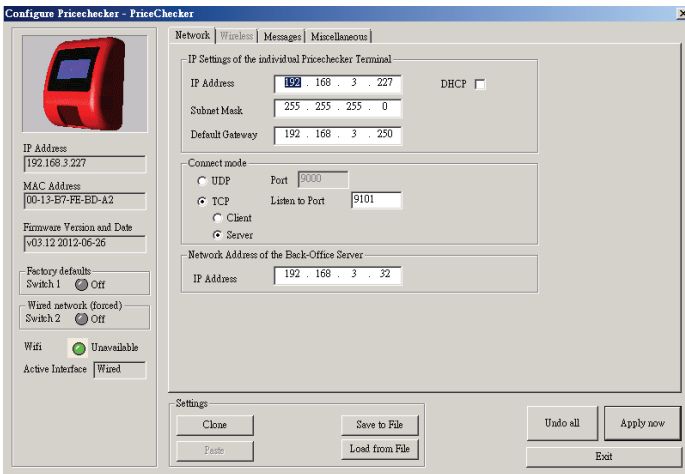 Configure Pricechecker - PriceChecker
Network Wireless Messages Miscellaneous
IP Settings of the individual Pricechecker Terminal
IP Address 192 . 168 . 3 . 227 DHCP
Subnet Mask 255 . 255 . 255 . 0
Default Gateway 192 . 168 . 3 . 250
IP Address
192.168.3.227
MAC Address
00-13-B7-FE-BD-A2
Firmware Version and Date
v03.12 2012-06-26
Factory defaults
Switch 1 Off
Wired network (forced)
Switch 2 Off
Wifi Unavailable
Active Interface Wired
Connect mode
UDP Port 9000
TCP Listen to Port 9101
Client
Server
Network Address of the Back-Office Server
IP Address 192 . 168 . 3 . 32
Settings
Clone Save to File
Paste Load from File
Undo all Apply now
Exit